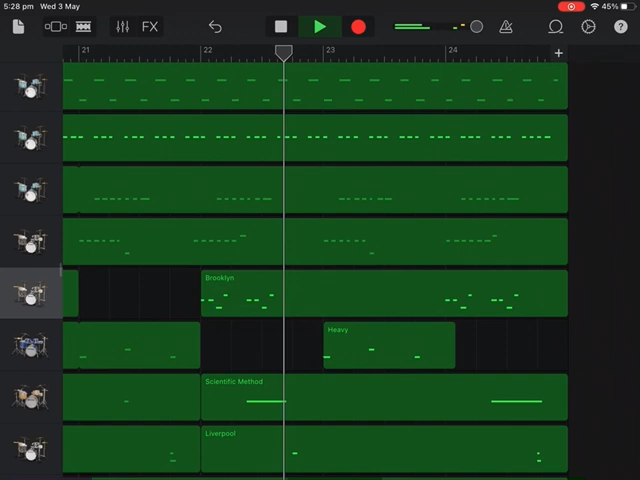 5:28 pm Wed 3 May
45%
FX
?
21 22 23 24
+
Brooklyn
Heavy
Scientific Method
Liverpool